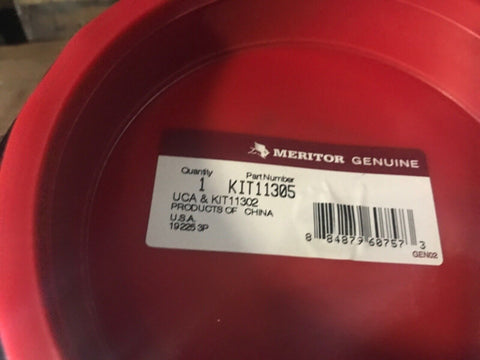 MERITOR GENUINE
Quantity Part Number
1 KIT11305
UCA & KIT11302
PRODUCTS OF CHINA
U.S.A.
19225 3P
8 84879 60757 3
GEN02